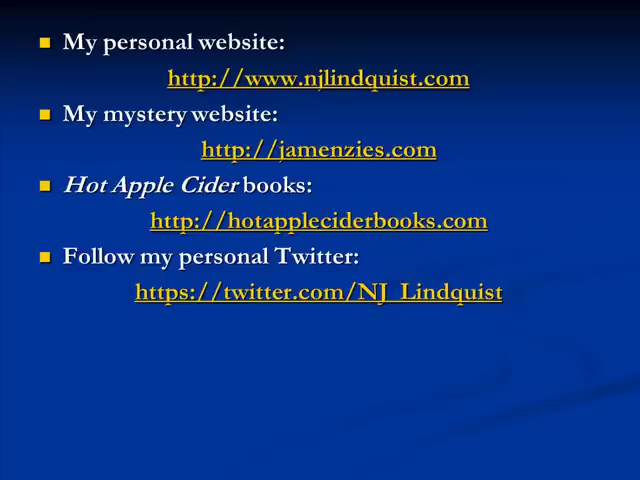 My personal website:
http://www.njlindquist.com
My mystery website:
http://jamenzies.com
Hot Apple Cider books:
http://hotappleciderbooks.com
Follow my personal Twitter:
https://twitter.com/NJ_Lindquist